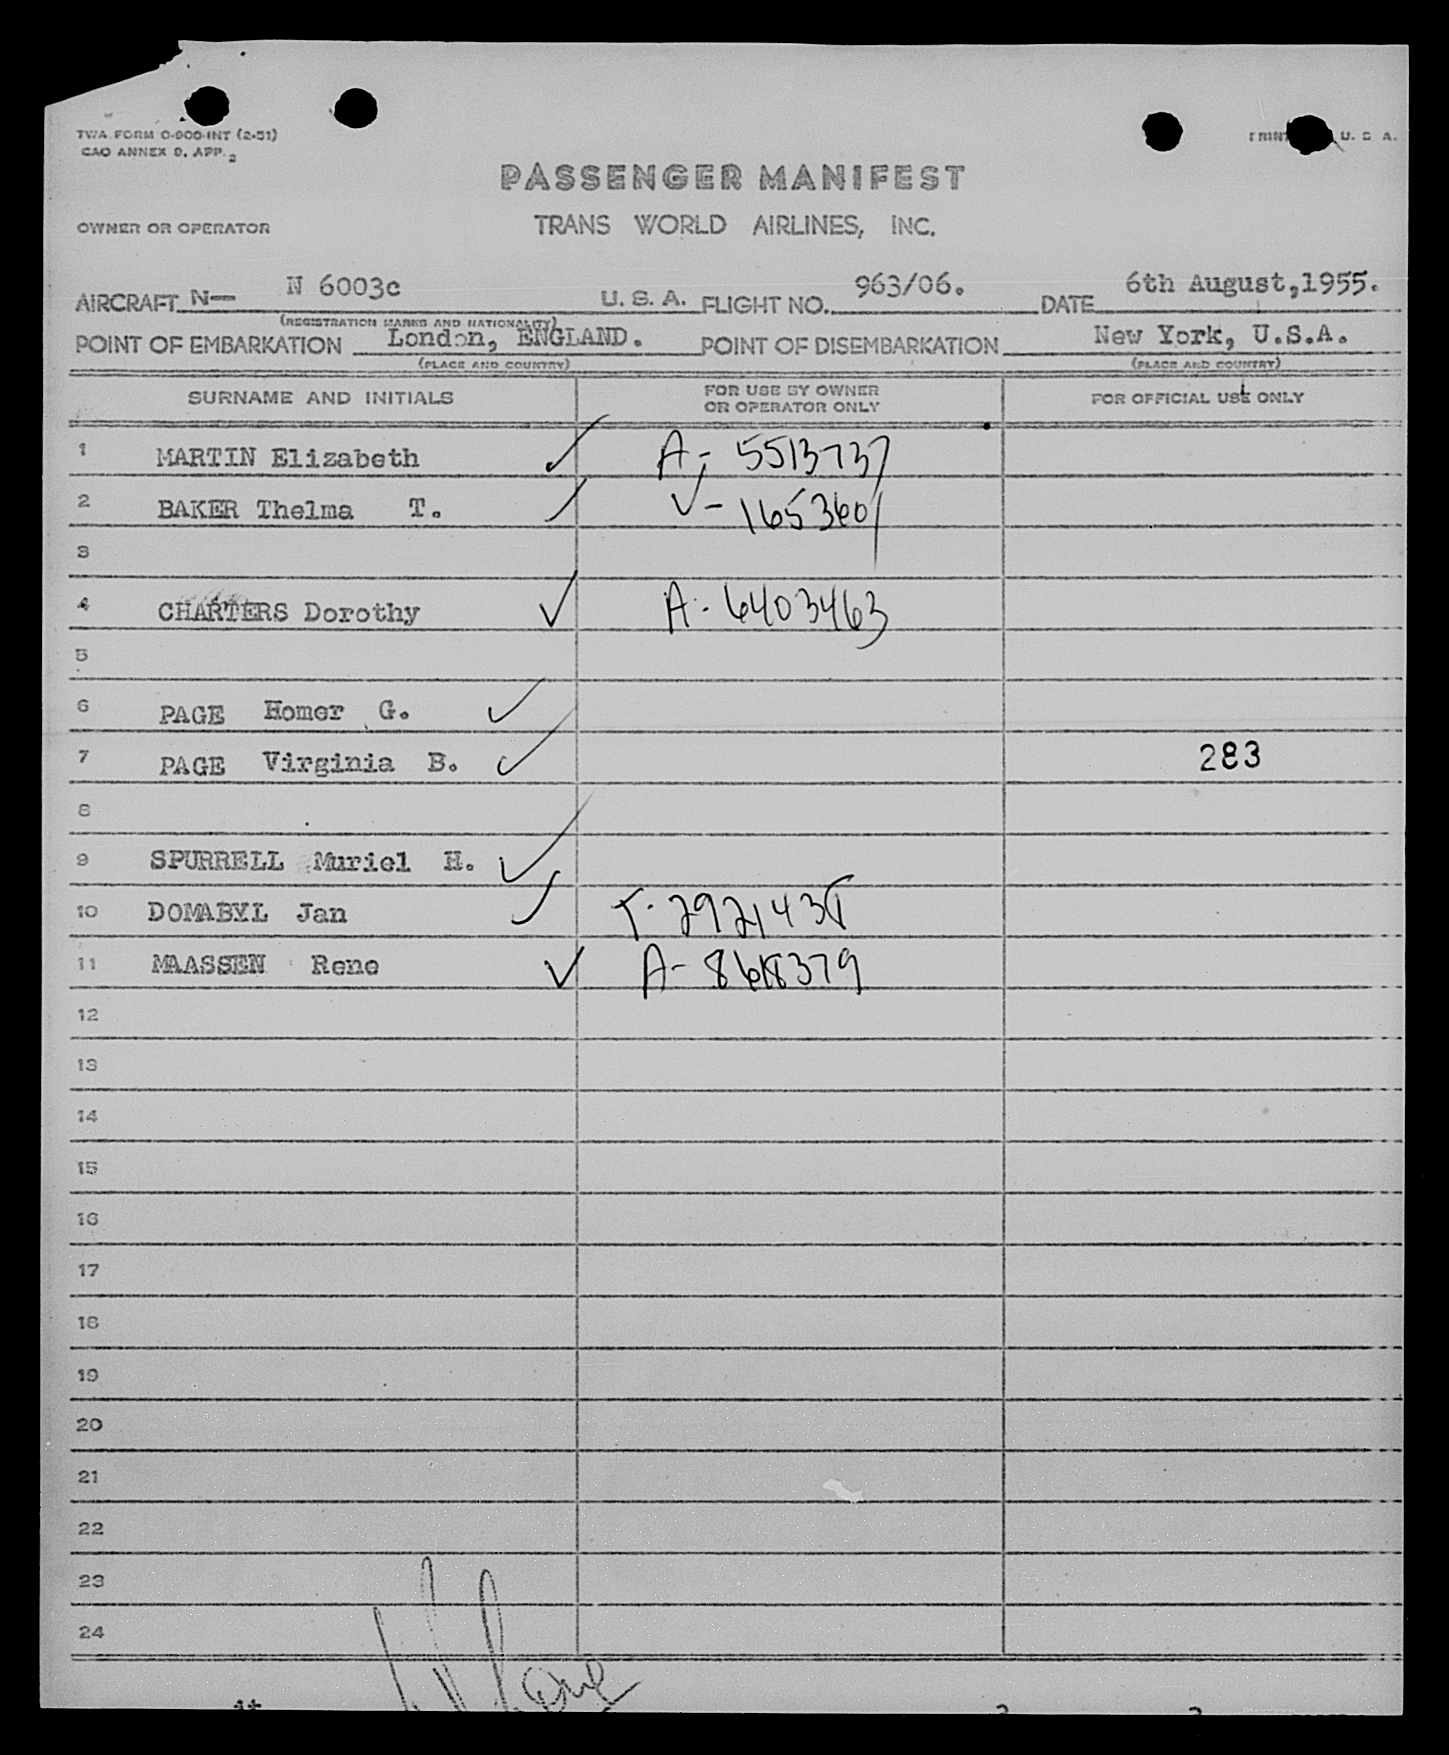 TWA FORM O-900-INT (2-51)
CAO ANNEX 9, APP. 2
U. S. A.
PASSENGER MANIFEST
OWNER OR OPERATOR TRANS WORLD AIRLINES, INC.
AIRCRAFT N— N 6003c U. S. A. FLIGHT NO. 963/06. DATE 6th August,1955.
(REGISTRATION MARKS AND NATIONALITY)
POINT OF EMBARKATION London, ENGLAND. POINT OF DISEMBARKATION New York, U.S.A.
(PLACE AND COUNTRY) (PLACE AND COUNTRY)
SURNAME AND INITIALS FOR USE BY OWNER OR OPERATOR ONLY FOR OFFICIAL USE ONLY
1 MARTIN Elizabeth ✓ A- 5513737
2 BAKER Thelma T. ✓ V- 1653601
3
4 CHARTERS Dorothy ✓ A- 6403463
5
6 PAGE Homer G. ✓
7 PAGE Virginia B. ✓ 283
8
9 SPURRELL Muriel H. ✓
10 DOMABYL Jan ✓
11 MAASSEN Rene ✓ A- 8618379
12
13
14
15
16
17
18
19
20
21
22
23
24